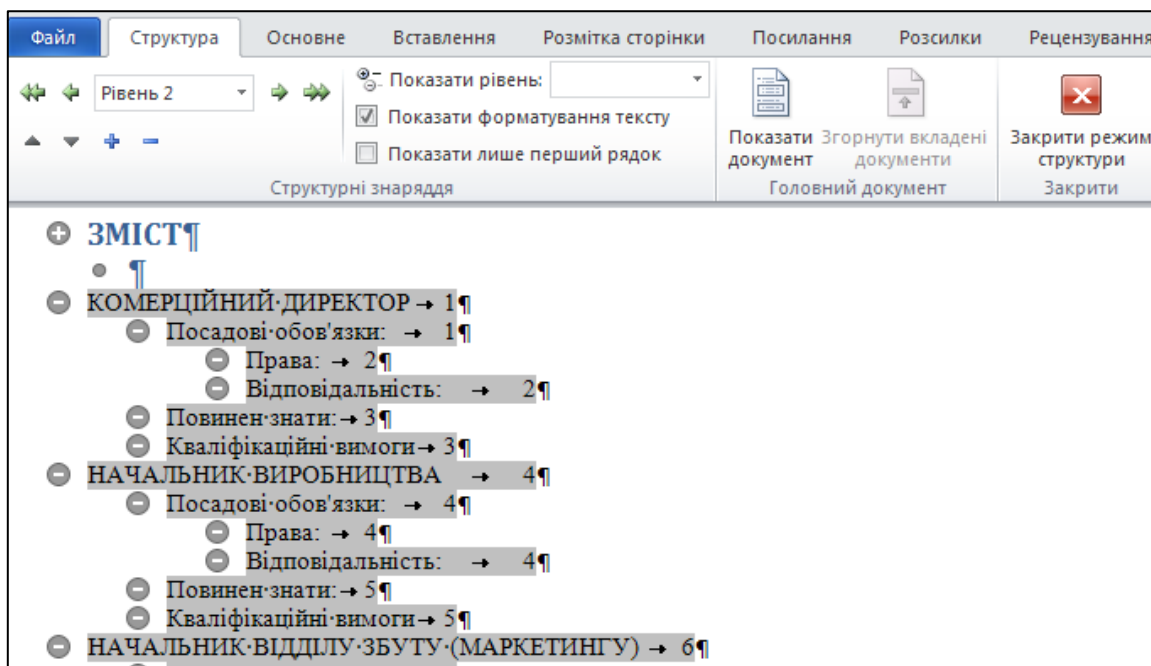 Файл Структура Основне Вставлення Розмітка сторінки Посилання Розсилки Рецензування
Рівень 2
Показати рівень:
Показати форматування тексту
Показати лише перший рядок
Структурні знаряддя
Показати документ
Згорнути вкладені документи
Головний документ
Закрити режим структури
Закрити
ЗМІСТ¶
¶
КОМЕРЦІЙНИЙ·ДИРЕКТОР → 1¶
Посадові·обов'язки: → 1¶
Права: → 2¶
Відповідальність: → 2¶
Повинен·знати: → 3¶
Кваліфікаційні·вимоги → 3¶
НАЧАЛЬНИК·ВИРОБНИЦТВА → 4¶
Посадові·обов'язки: → 4¶
Права: → 4¶
Відповідальність: → 4¶
Повинен·знати: → 5¶
Кваліфікаційні·вимоги → 5¶
НАЧАЛЬНИК·ВІДДІЛУ·ЗБУТУ·(МАРКЕТИНГУ) → 6¶